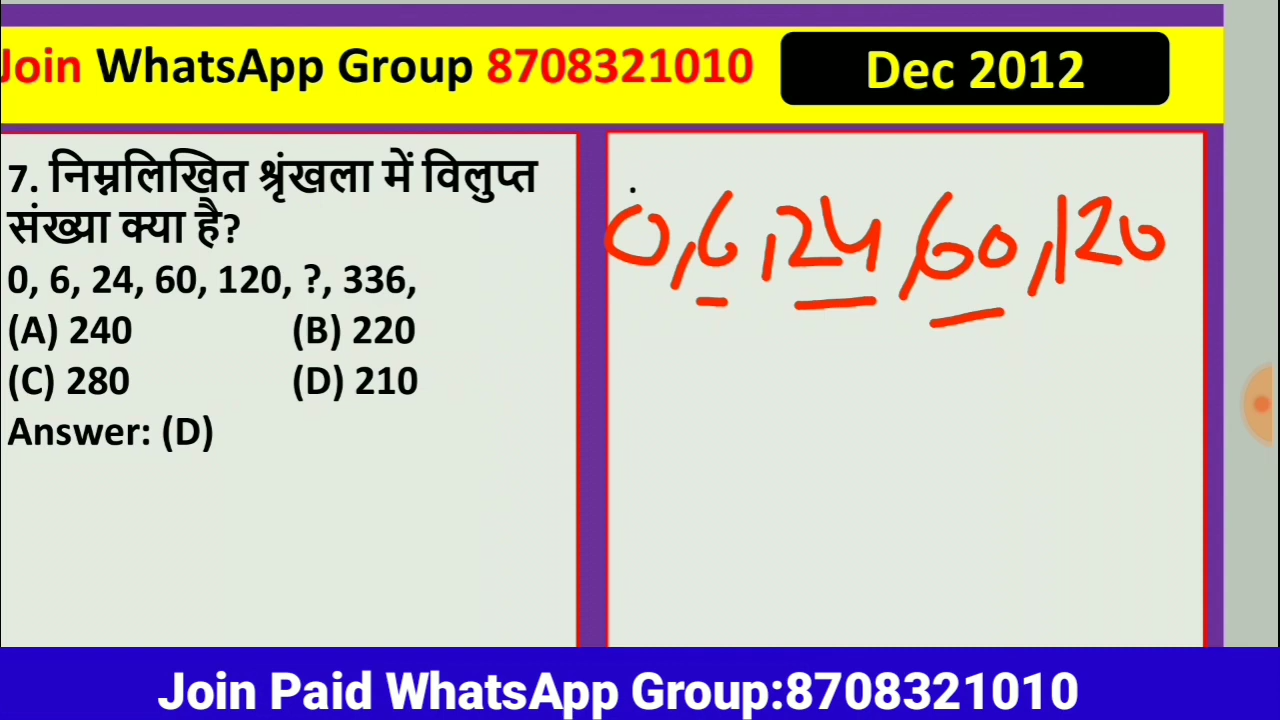 Join WhatsApp Group 8708321010
Dec 2012
7. निम्नलिखित श्रृंखला में विलुप्त
संख्या क्या है?
0, 6, 24, 60, 120, ?, 336,
(A) 240 (B) 220
(C) 280 (D) 210
Answer: (D)
0, 6, 24, 60, 120
Join Paid WhatsApp Group:8708321010